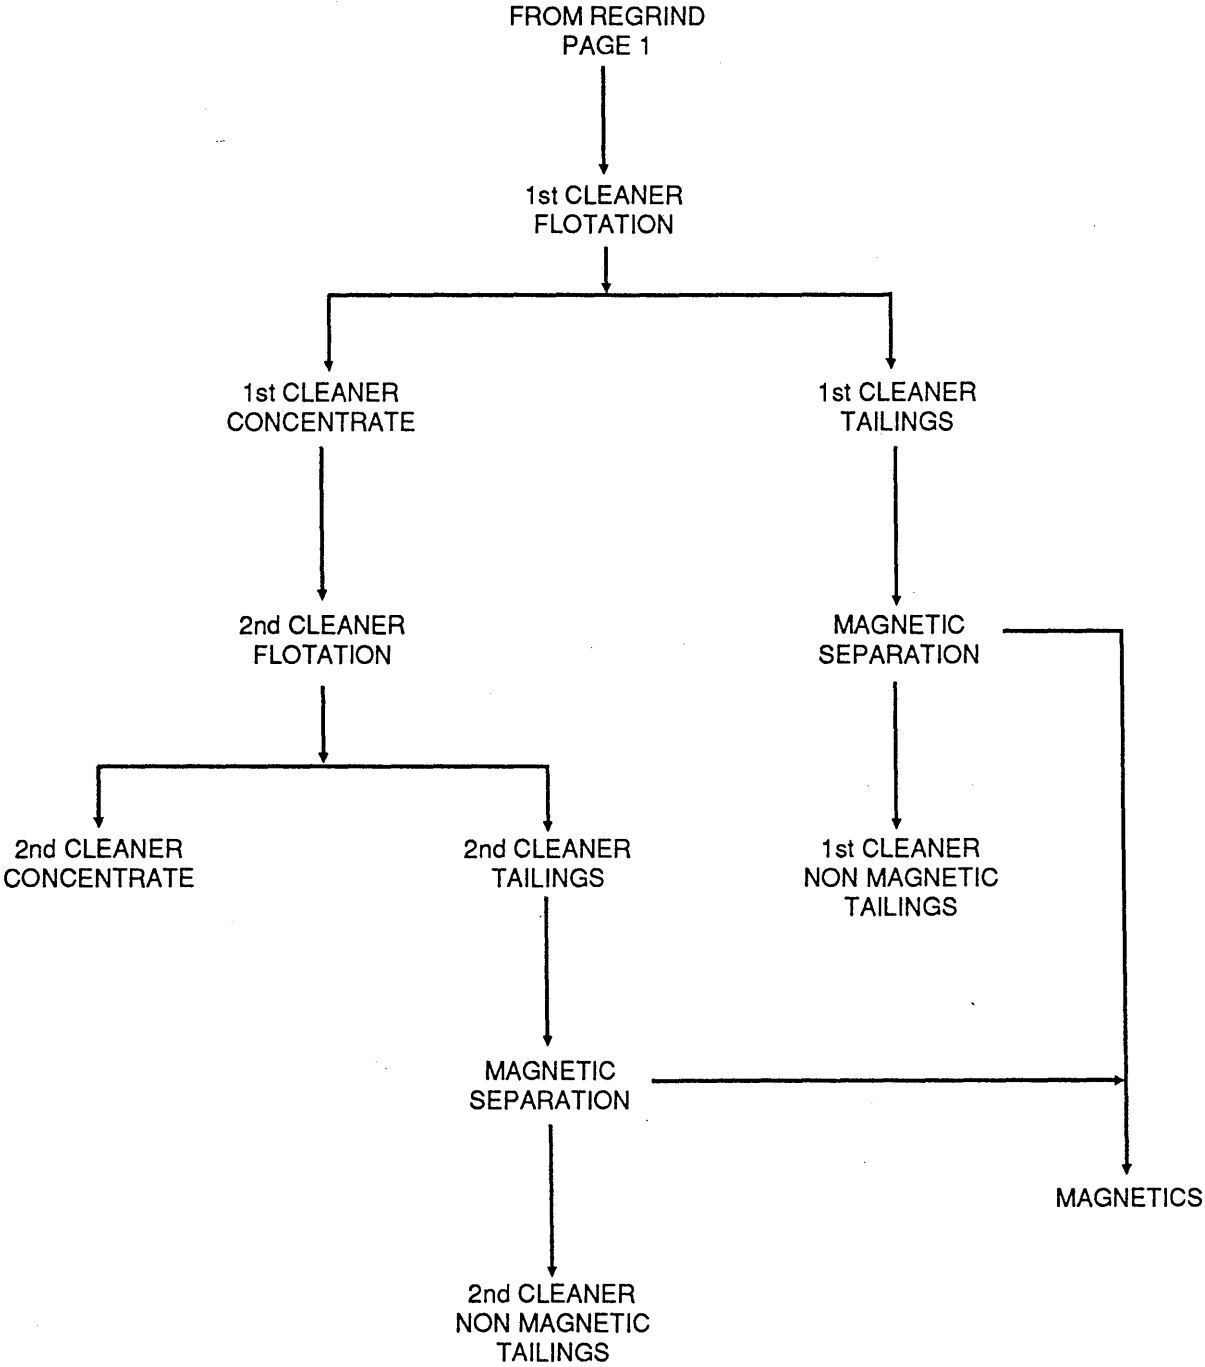 FROM REGRIND
PAGE 1
1st CLEANER
FLOTATION
1st CLEANER
CONCENTRATE
1st CLEANER
TAILINGS
2nd CLEANER
FLOTATION
MAGNETIC
SEPARATION
2nd CLEANER
CONCENTRATE
2nd CLEANER
TAILINGS
1st CLEANER
NON MAGNETIC
TAILINGS
MAGNETIC
SEPARATION
MAGNETICS
2nd CLEANER
NON MAGNETIC
TAILINGS